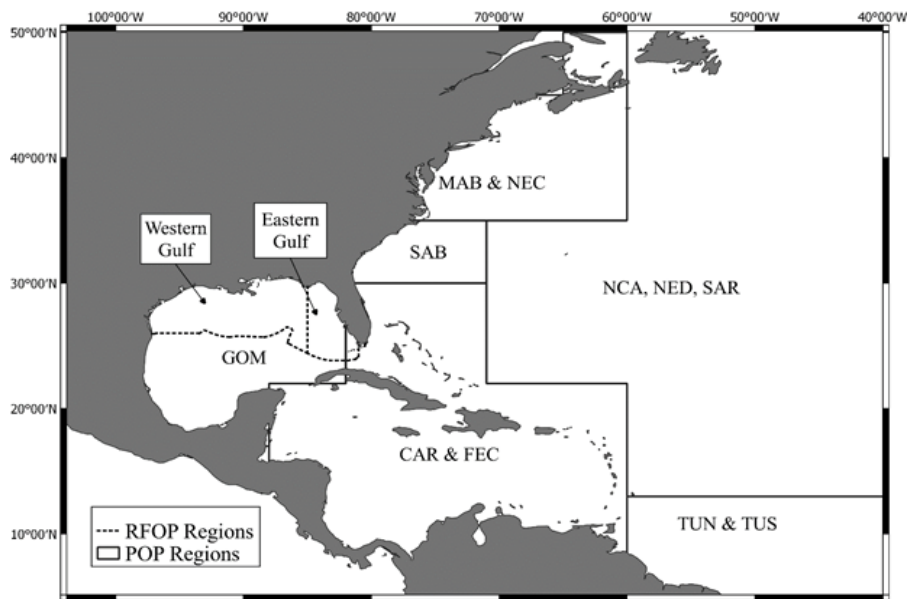 100°00'W 90°00'W 80°00'W 70°00'W 60°00'W 50°00'W 40°00'W
50°00'N
40°00'N
30°00'N
20°00'N
10°00'N
MAB & NEC
Western
Gulf
Eastern
Gulf
SAB
NCA, NED, SAR
GOM
CAR & FEC
TUN & TUS
RFOP Regions
POP Regions